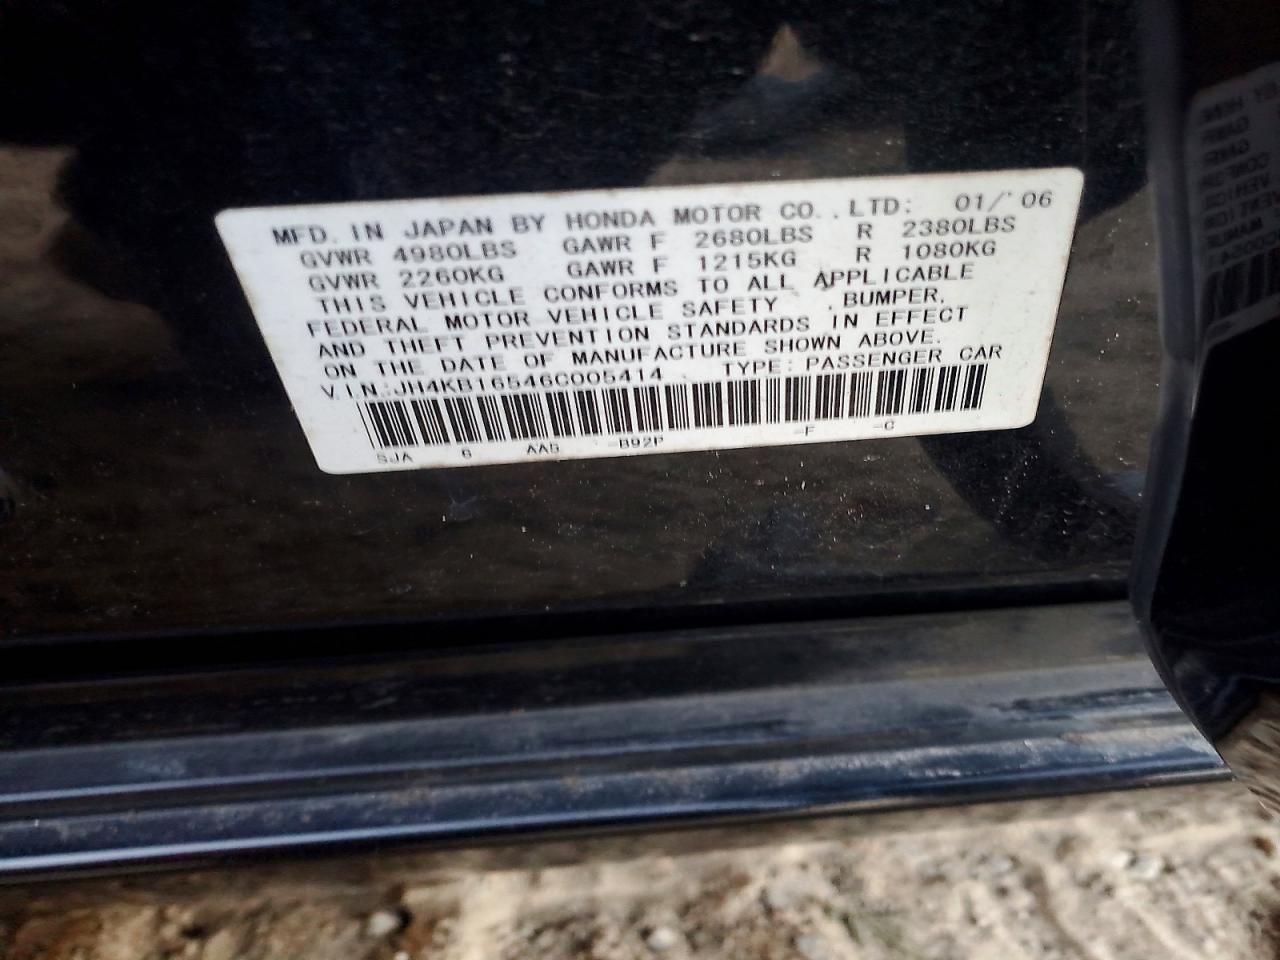 MFD. IN JAPAN BY HONDA MOTOR CO., LTD: 01/'06
GVWR 4980LBS GAWR F 2680LBS R 2380LBS
GVWR 2260KG GAWR F 1215KG R 1080KG
THIS VEHICLE CONFORMS TO ALL APPLICABLE
FEDERAL MOTOR VEHICLE SAFETY , BUMPER,
AND THEFT PREVENTION STANDARDS IN EFFECT
ON THE DATE OF MANUFACTURE SHOWN ABOVE.
V.I.N.:JH4KB16546C005414 TYPE: PASSENGER CAR
SJA 6 AA5 -B92P -F -C